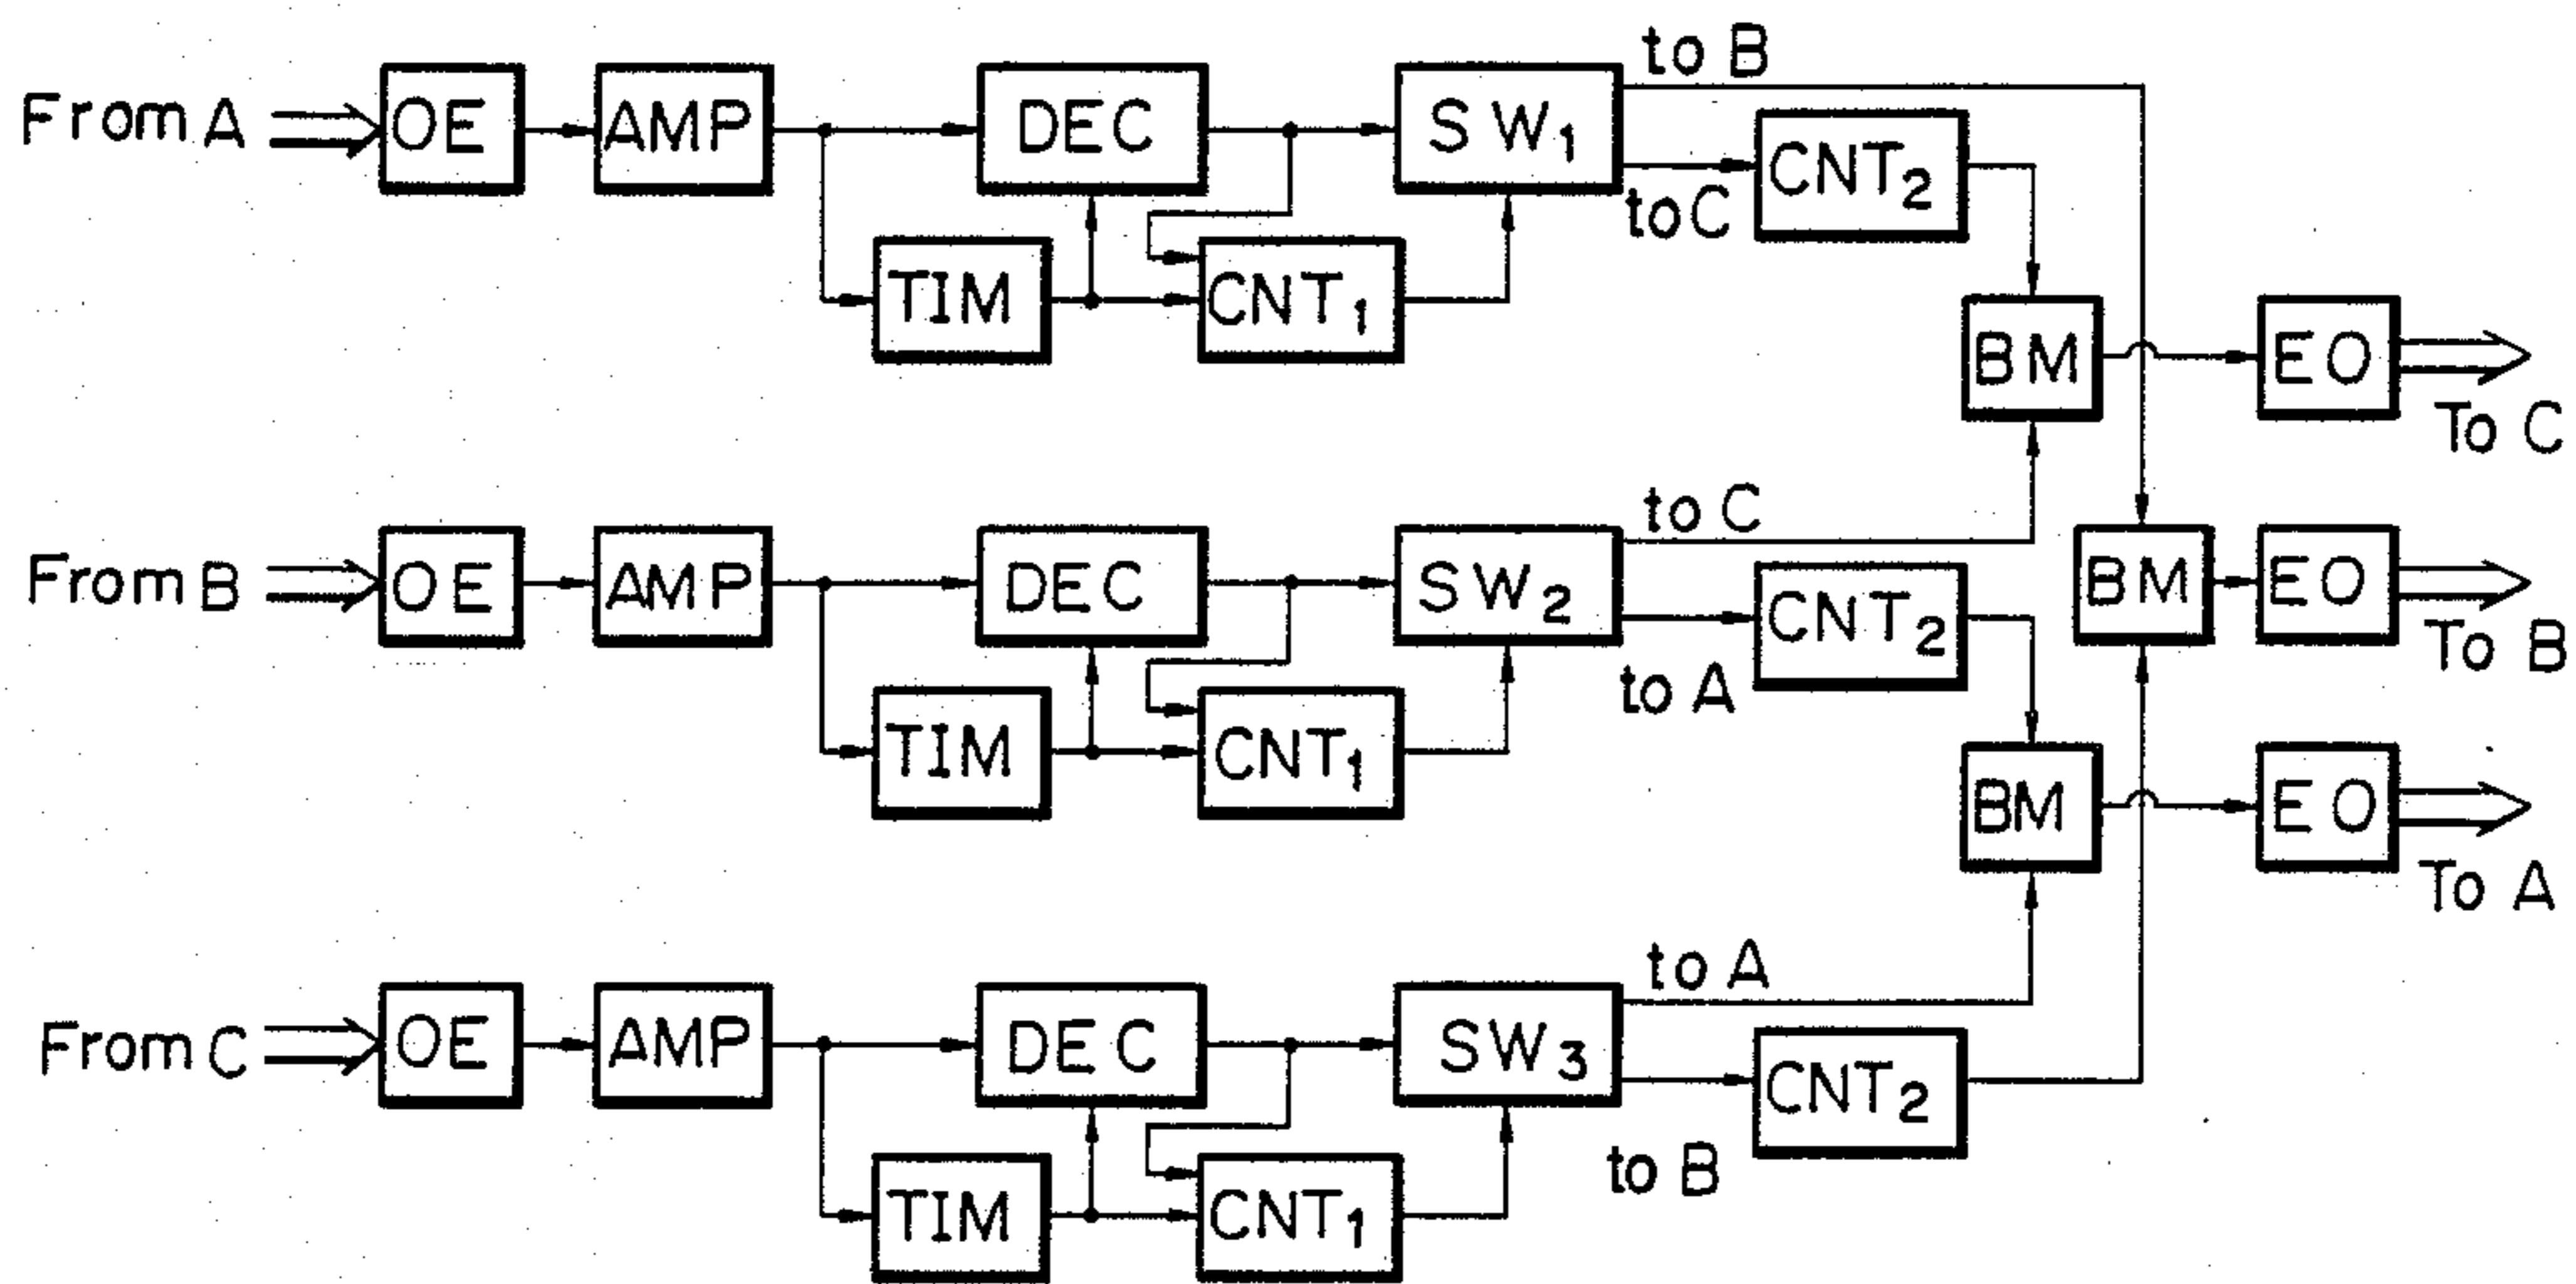 to B
From A OE AMP DEC SW₁
CNT₂
to C
TIM CNT₁
BM EO
To C
to C
From B OE AMP DEC SW₂ BM EO
CNT₂
To B
to A
TIM CNT₁
BM EO
To A
to A
From C OE AMP DEC SW₃
CNT₂
to B
TIM CNT₁